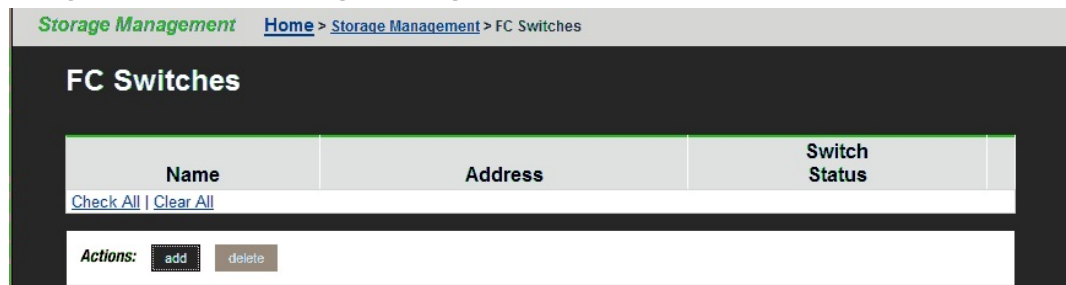 Storage Management Home > Storage Management > FC Switches
FC Switches
Switch
Name Address Status
Check All | Clear All
Actions: add delete